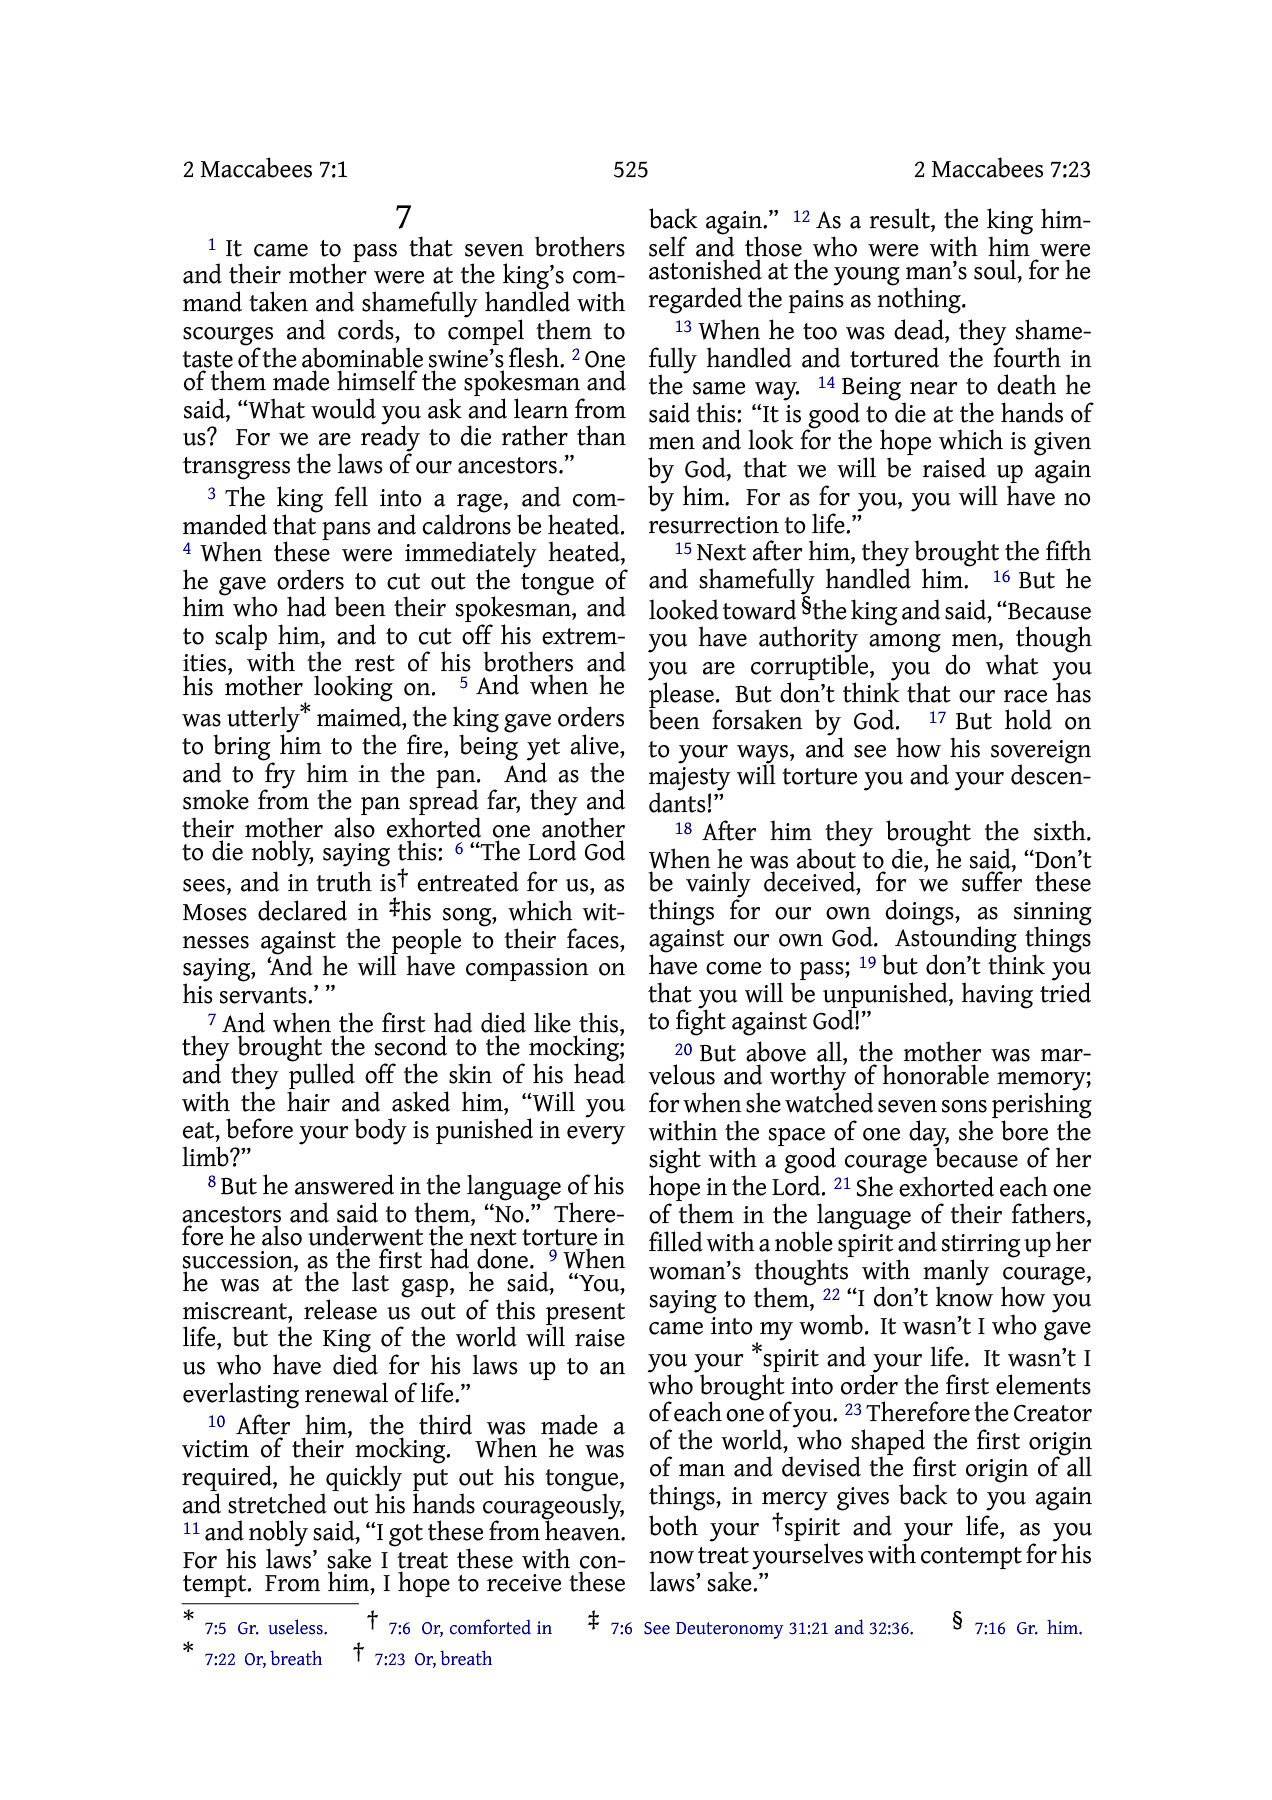 2 Maccabees 7:1 525 2 Maccabees 7:23
7
1 It came to pass that seven brothers
and their mother were at the king’s com-
mand taken and shamefully handled with
scourges and cords, to compel them to
taste of the abominable swine’s flesh. 2 One
of them made himself the spokesman and
said, “What would you ask and learn from
us? For we are ready to die rather than
transgress the laws of our ancestors.”
3 The king fell into a rage, and com-
manded that pans and caldrons be heated.
4 When these were immediately heated,
he gave orders to cut out the tongue of
him who had been their spokesman, and
to scalp him, and to cut off his extrem-
ities, with the rest of his brothers and
his mother looking on. 5 And when he
was utterly* maimed, the king gave orders
to bring him to the fire, being yet alive,
and to fry him in the pan. And as the
smoke from the pan spread far, they and
their mother also exhorted one another
to die nobly, saying this: 6 “The Lord God
sees, and in truth is† entreated for us, as
Moses declared in ‡his song, which wit-
nesses against the people to their faces,
saying, ‘And he will have compassion on
his servants.’ ”
7 And when the first had died like this,
they brought the second to the mocking;
and they pulled off the skin of his head
with the hair and asked him, “Will you
eat, before your body is punished in every
limb?”
8 But he answered in the language of his
ancestors and said to them, “No.” There-
fore he also underwent the next torture in
succession, as the first had done. 9 When
he was at the last gasp, he said, “You,
miscreant, release us out of this present
life, but the King of the world will raise
us who have died for his laws up to an
everlasting renewal of life.”
10 After him, the third was made a
victim of their mocking. When he was
required, he quickly put out his tongue,
and stretched out his hands courageously,
11 and nobly said, “I got these from heaven.
For his laws’ sake I treat these with con-
tempt. From him, I hope to receive these
back again.” 12 As a result, the king him-
self and those who were with him were
astonished at the young man’s soul, for he
regarded the pains as nothing.
13 When he too was dead, they shame-
fully handled and tortured the fourth in
the same way. 14 Being near to death he
said this: “It is good to die at the hands of
men and look for the hope which is given
by God, that we will be raised up again
by him. For as for you, you will have no
resurrection to life.”
15 Next after him, they brought the fifth
and shamefully handled him. 16 But he
looked toward §the king and said, “Because
you have authority among men, though
you are corruptible, you do what you
please. But don’t think that our race has
been forsaken by God. 17 But hold on
to your ways, and see how his sovereign
majesty will torture you and your descen-
dants!”
18 After him they brought the sixth.
When he was about to die, he said, “Don’t
be vainly deceived, for we suffer these
things for our own doings, as sinning
against our own God. Astounding things
have come to pass; 19 but don’t think you
that you will be unpunished, having tried
to fight against God!”
20 But above all, the mother was mar-
velous and worthy of honorable memory;
for when she watched seven sons perishing
within the space of one day, she bore the
sight with a good courage because of her
hope in the Lord. 21 She exhorted each one
of them in the language of their fathers,
filled with a noble spirit and stirring up her
woman’s thoughts with manly courage,
saying to them, 22 “I don’t know how you
came into my womb. It wasn’t I who gave
you your *spirit and your life. It wasn’t I
who brought into order the first elements
of each one of you. 23 Therefore the Creator
of the world, who shaped the first origin
of man and devised the first origin of all
things, in mercy gives back to you again
both your †spirit and your life, as you
now treat yourselves with contempt for his
laws’ sake.”
* 7:5 Gr. useless. † 7:6 Or, comforted in ‡ 7:6 See Deuteronomy 31:21 and 32:36. § 7:16 Gr. him.
* 7:22 Or, breath † 7:23 Or, breath